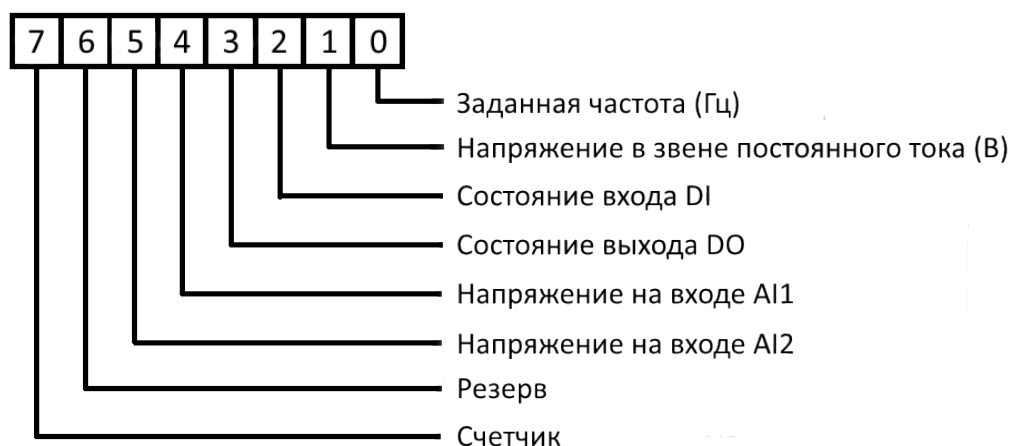 7 6 5 4 3 2 1 0
Заданная частота (Гц)
Напряжение в звене постоянного тока (В)
Состояние входа DI
Состояние выхода DO
Напряжение на входе AI1
Напряжение на входе AI2
Резерв
Счетчик